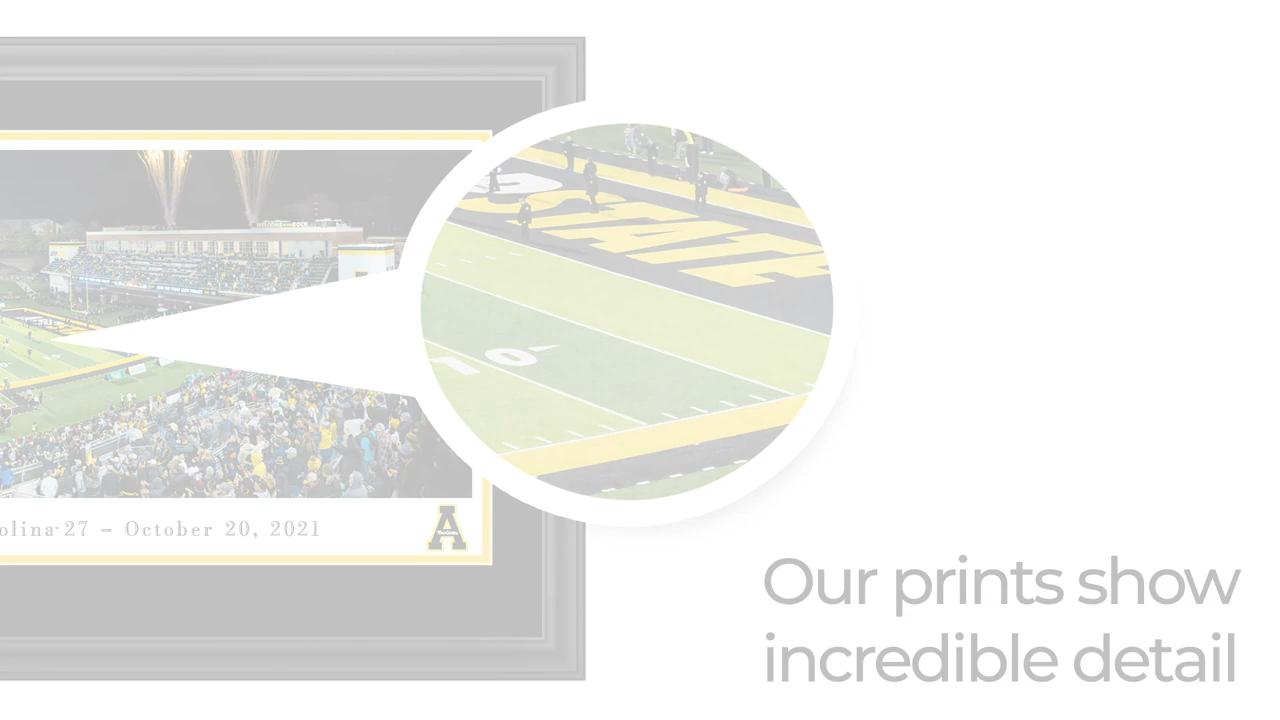 STATE
10
olina 27 – October 20, 2021
A
Our prints show
incredible detail